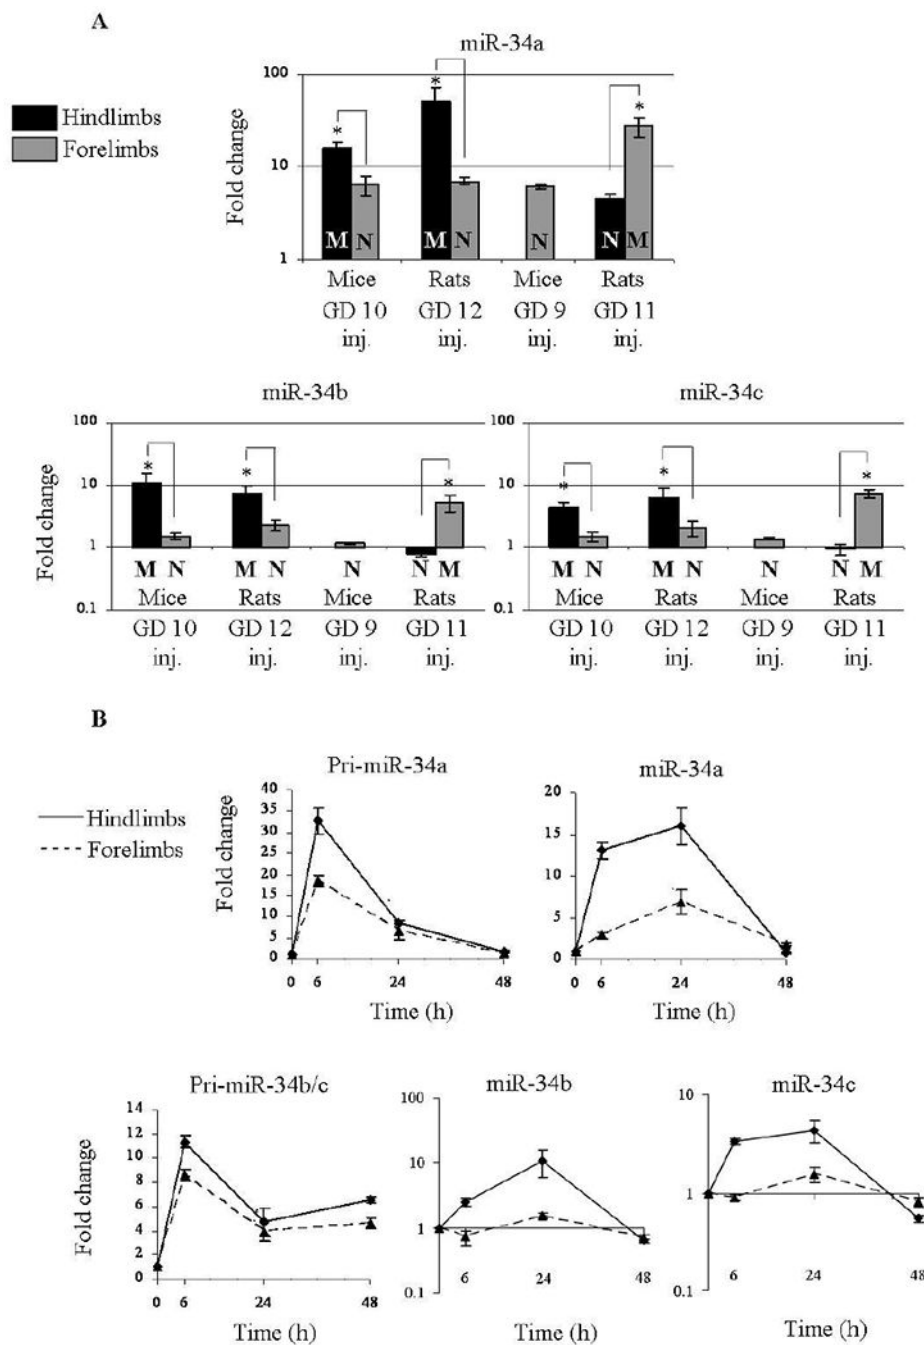 A
miR-34a
Hindlimbs
Forelimbs
Fold change
100
10
1
* * *
M N M N N N M
Mice Rats Mice Rats
GD 10 GD 12 GD 9 GD 11
inj. inj. inj. inj.
miR-34b
Fold change
100
10
1
0.1
* * *
M N M N N N M
Mice Rats Mice Rats
GD 10 GD 12 GD 9 GD 11
inj. inj. inj. inj.
miR-34c
100
10
1
0.1
* * *
M N M N N N M
Mice Rats Mice Rats
GD 10 GD 12 GD 9 GD 11
inj. inj. inj. inj.
B
Hindlimbs
Forelimbs
Pri-miR-34a
Fold change
40
35
30
25
20
15
10
5
0
0 6 24 48
Time (h)
miR-34a
20
15
10
5
0
0 6 24 48
Time (h)
Pri-miR-34b/c
Fold change
14
12
10
8
6
4
2
0
0 6 24 48
Time (h)
miR-34b
100
10
1
0.1
6 24 48
Time (h)
miR-34c
10
1
0.1
6 24 48
Time (h)